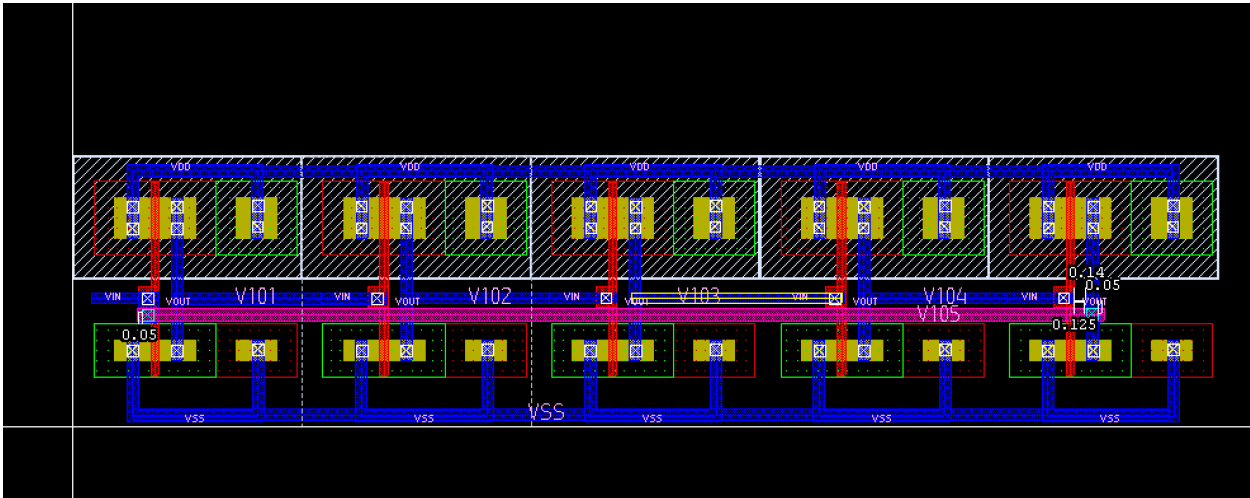 VDD VDD VDD VDD VDD
0.14
VIN V101 VIN V102 VIN V103 VIN V104 VIN 0.05
VOUT VOUT VOUT VOUT VOUT
V105
0.05 0.125
VSS
VSS VSS VSS VSS VSS